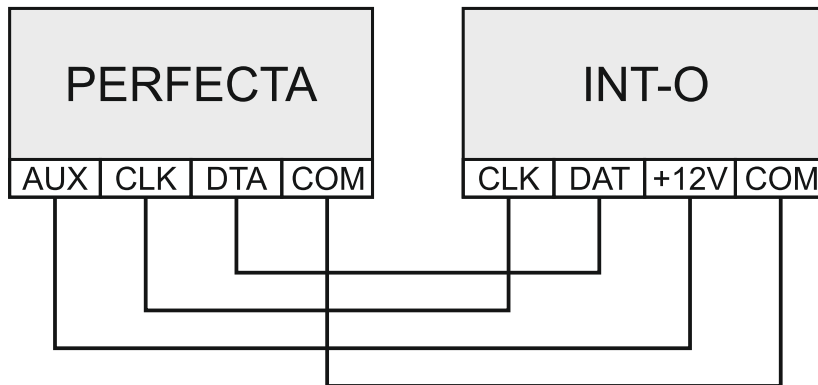 PERFECTA INT-O
AUX CLK DTA COM CLK DAT +12V COM